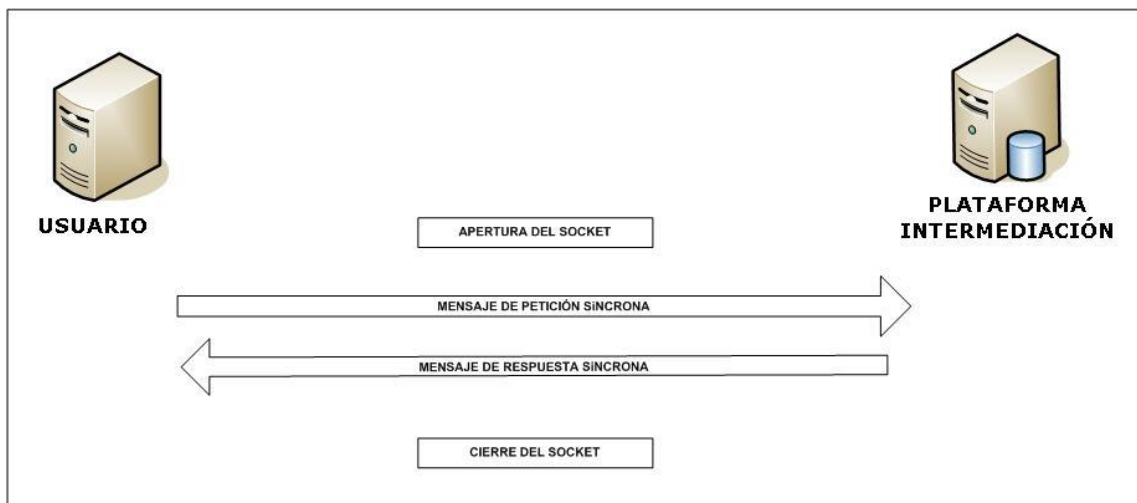 USUARIO
PLATAFORMA
INTERMEDIACIÓN
APERTURA DEL SOCKET
MENSAJE DE PETICIÓN SíNCRONA
MENSAJE DE RESPUESTA SíNCRONA
CIERRE DEL SOCKET